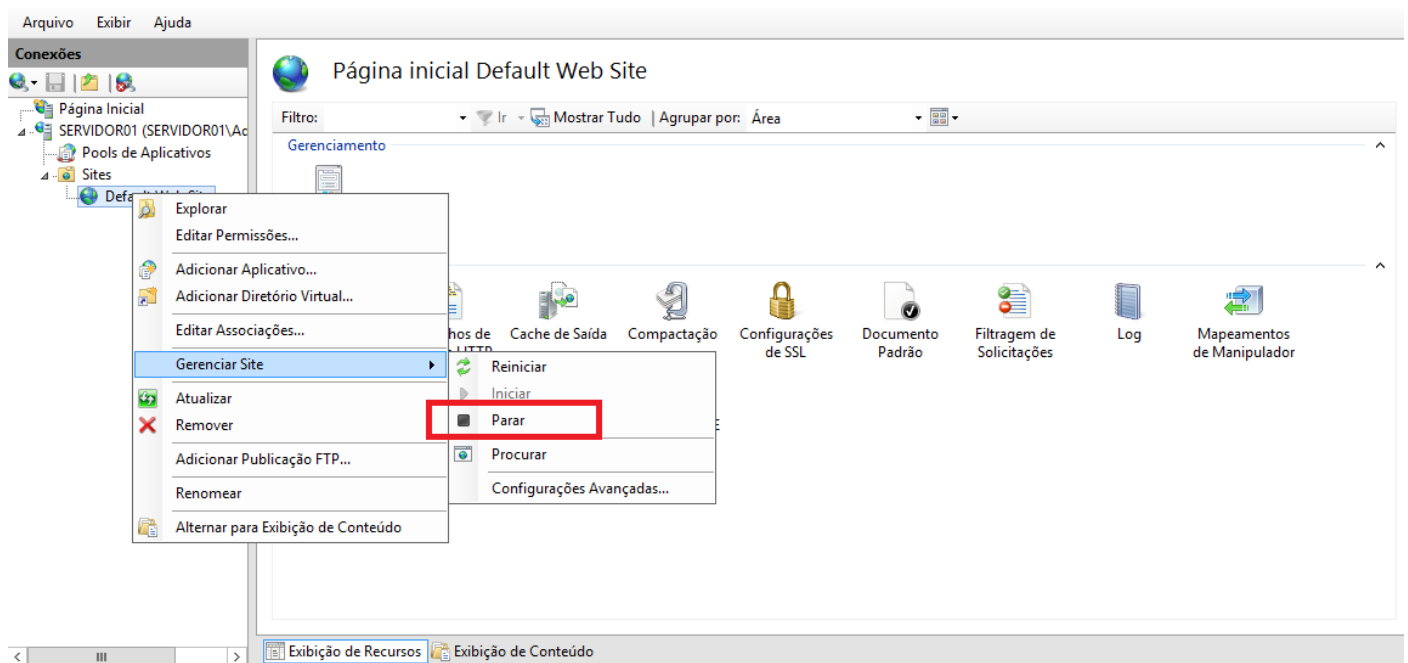 Arquivo Exibir Ajuda
Conexões
Página Inicial
SERVIDOR01 (SERVIDOR01\Ad
Pools de Aplicativos
Sites
Página inicial Default Web Site
Filtro: Ir Mostrar Tudo Agrupar por: Área
Gerenciamento
Explorar
Editar Permissões...
Adicionar Aplicativo...
Adicionar Diretório Virtual...
Editar Associações...
Gerenciar Site
Atualizar
Remover
Adicionar Publicação FTP...
Renomear
Alternar para Exibição de Conteúdo
Reiniciar
Iniciar
Parar
Procurar
Configurações Avançadas...
Cache de Saída
Compactação
Configurações
de SSL
Documento
Padrão
Filtragem de
Solicitações
Log
Mapeamentos
de Manipulador
Exibição de Recursos Exibição de Conteúdo